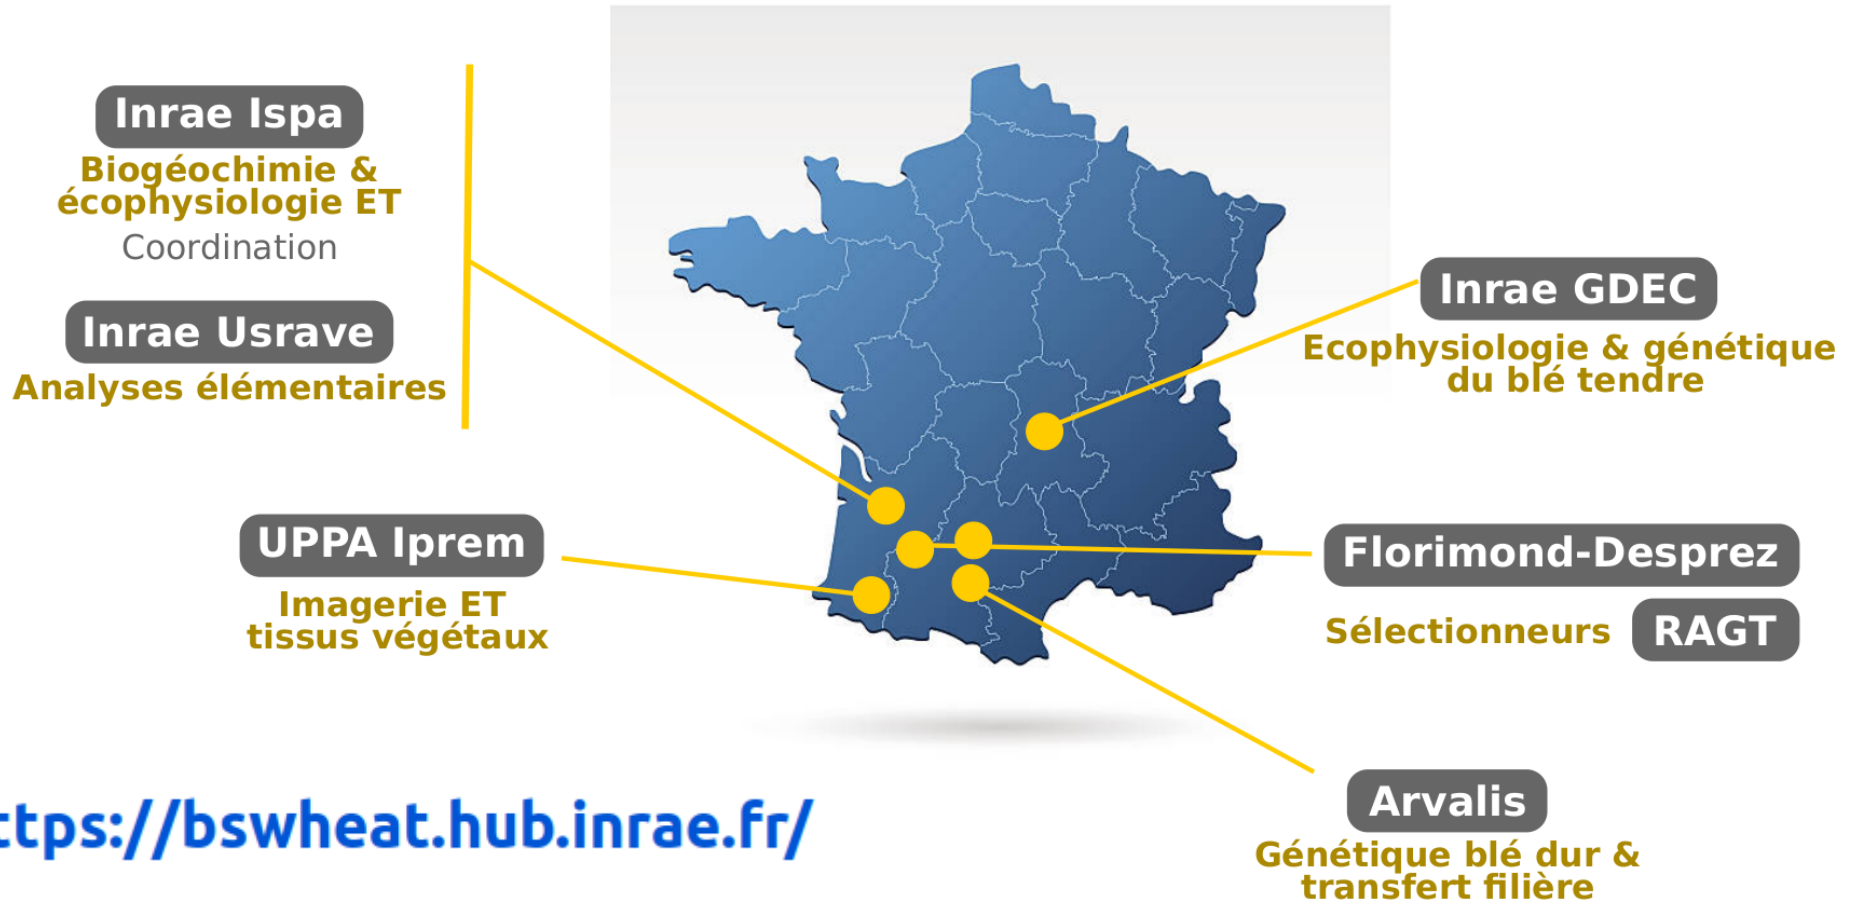 Inrae Ispa
Biogéochimie &
écophysiologie ET
Coordination
Inrae Usrave
Analyses élémentaires
UPPA Iprem
Imagerie ET
tissus végétaux
Inrae GDEC
Ecophysiologie & génétique
du blé tendre
Florimond-Desprez
Sélectionneurs RAGT
Arvalis
Génétique blé dur &
transfert filière
ttps://bswheat.hub.inrae.fr/